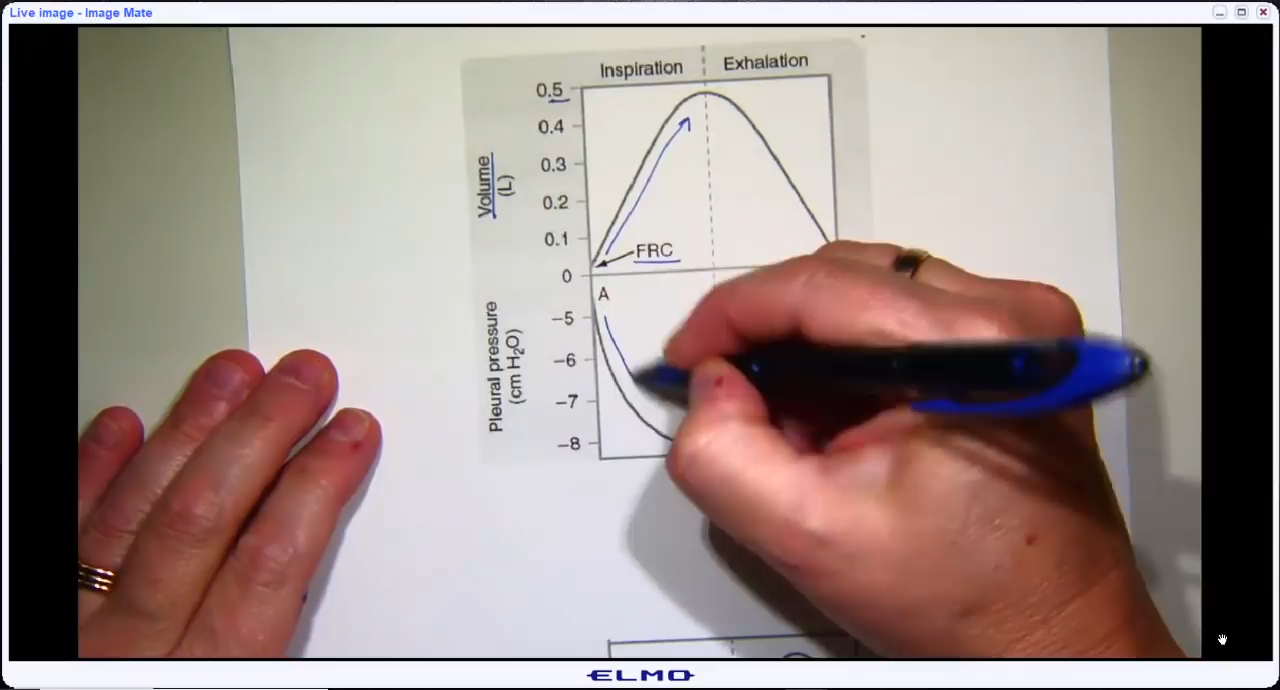 Live image - Image Mate
Inspiration
Exhalation
0.5
0.4
0.3
0.2
0.1
0
Volume
(L)
FRC
A
-5
-6
-7
-8
Pleural pressure
(cm H₂O)
ELMO